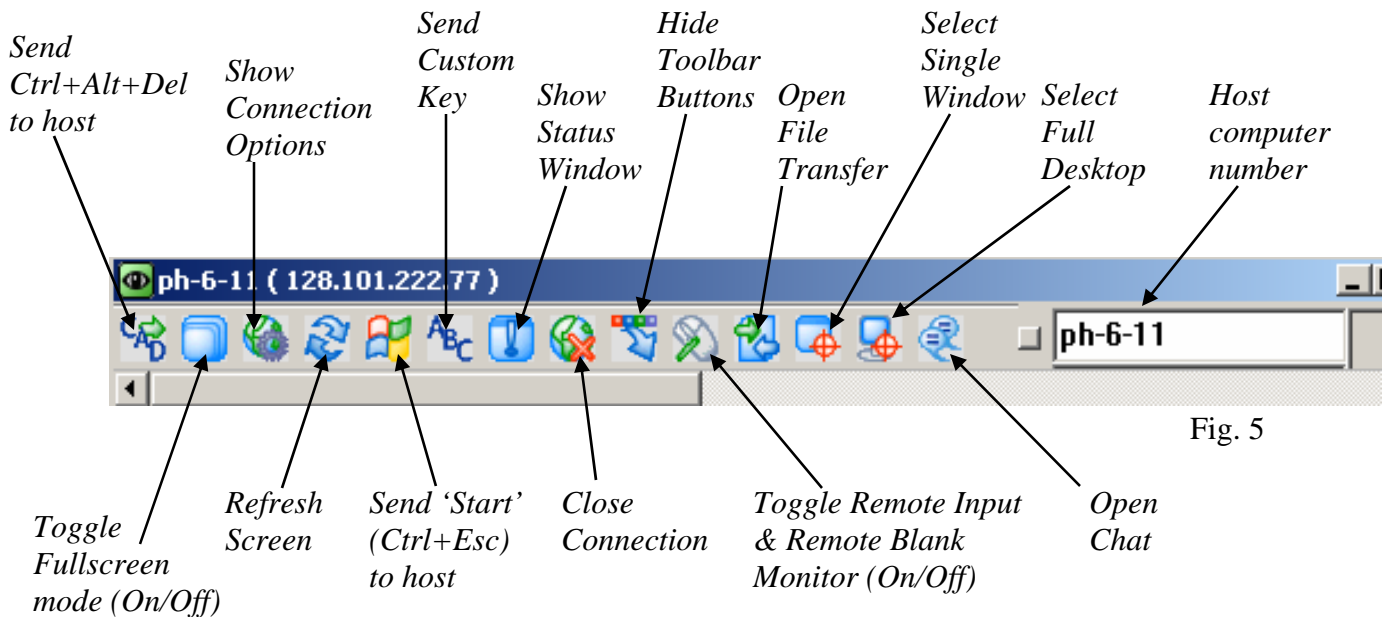 Send
Ctrl+Alt+Del
to host
Show
Connection
Options
Send
Custom
Key
Show
Status
Window
Hide
Toolbar
Buttons
Open
File
Transfer
Select
Single
Window
Select
Full
Desktop
Host
computer
number
ph-6-11 ( 128.101.222.77 )
CAD
ABC
ph-6-11
Fig. 5
Toggle
Fullscreen
mode (On/Off)
Refresh
Screen
Send ‘Start’
(Ctrl+Esc)
to host
Close
Connection
Toggle Remote Input
& Remote Blank
Monitor (On/Off)
Open
Chat